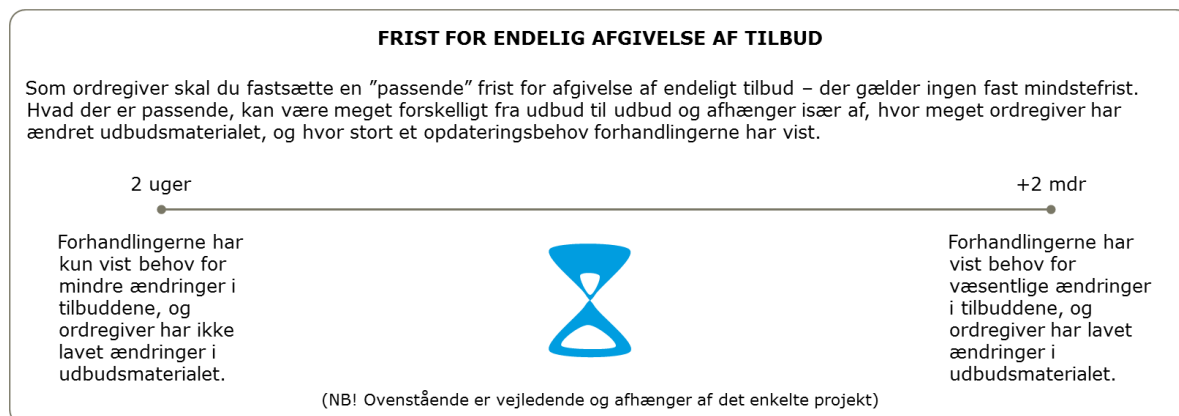 FRIST FOR ENDELIG AFGIVELSE AF TILBUD
Som ordregiver skal du fastsætte en ”passende” frist for afgivelse af endeligt tilbud – der gælder ingen fast mindstefrist.
Hvad der er passende, kan være meget forskelligt fra udbud til udbud og afhænger især af, hvor meget ordregiver har
ændret udbudsmaterialet, og hvor stort et opdateringsbehov forhandlingerne har vist.
2 uger
+2 mdr
Forhandlingerne har
kun vist behov for
mindre ændringer i
tilbuddene, og
ordregiver har ikke
lavet ændringer i
udbudsmaterialet.
Forhandlingerne har
vist behov for
væsentlige ændringer
i tilbuddene, og
ordregiver har lavet
ændringer i
udbudsmaterialet.
(NB! Ovenstående er vejledende og afhænger af det enkelte projekt)